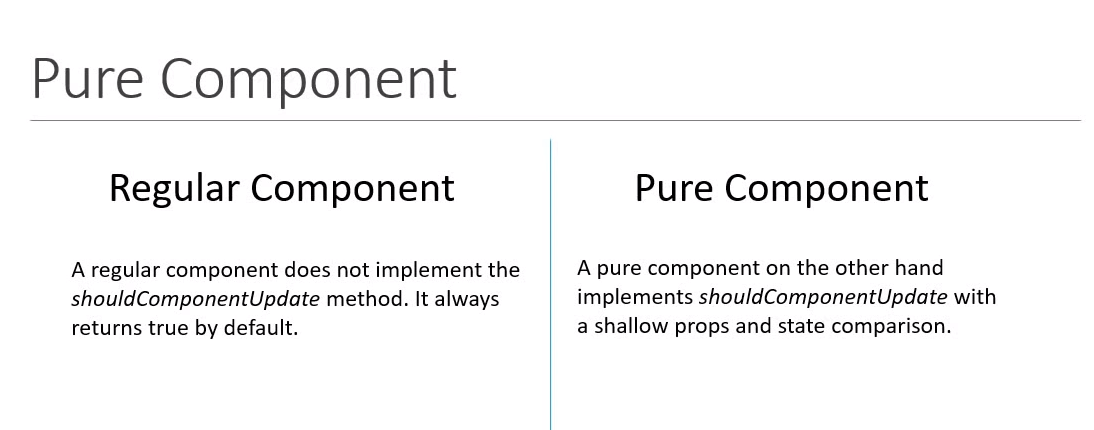 Pure Component
Regular Component
A regular component does not implement the
shouldComponentUpdate method. It always
returns true by default.
Pure Component
A pure component on the other hand
implements shouldComponentUpdate with
a shallow props and state comparison.